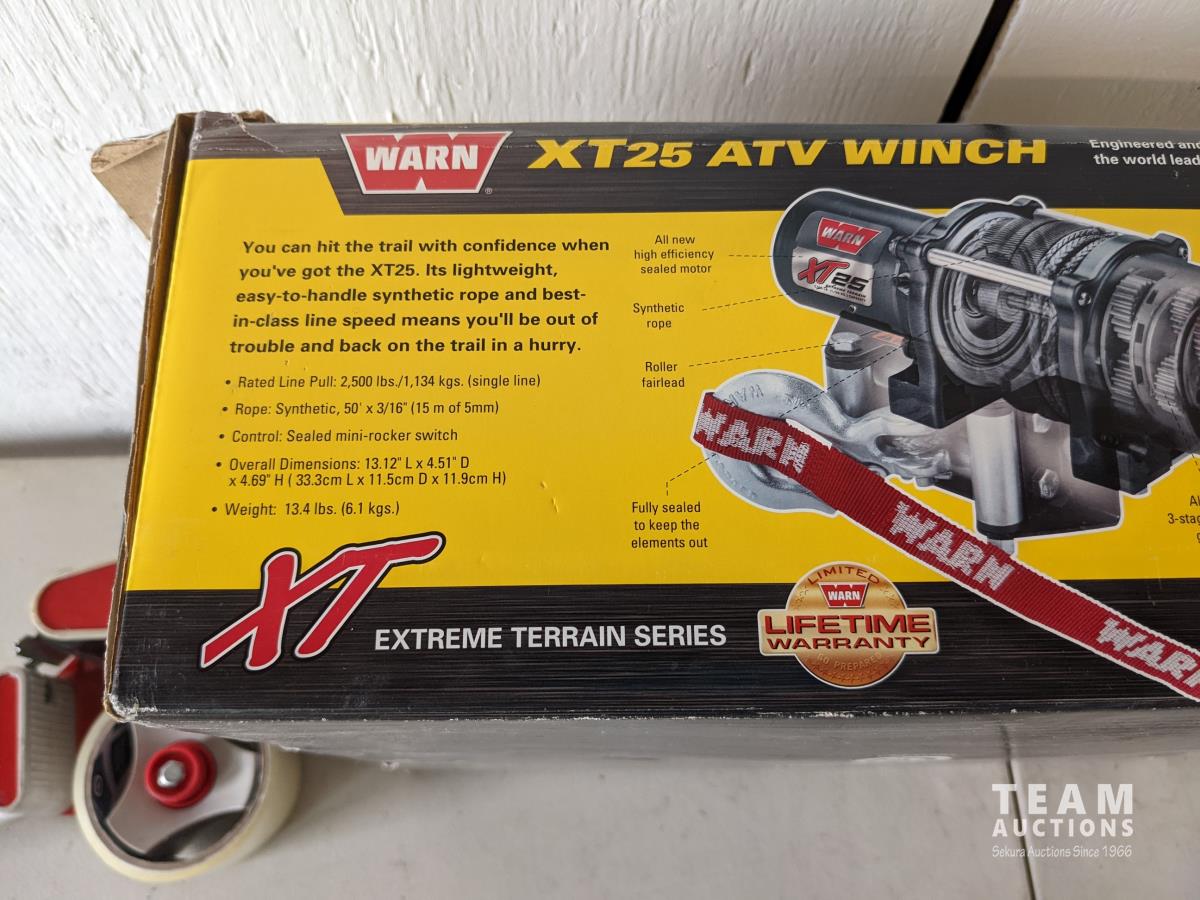 WARN
XT25 ATV WINCH
Engineered and
the world lead
You can hit the trail with confidence when
you've got the XT25. Its lightweight,
easy-to-handle synthetic rope and best-
in-class line speed means you'll be out of
trouble and back on the trail in a hurry.
• Rated Line Pull: 2,500 lbs./1,134 kgs. (single line)
• Rope: Synthetic, 50' x 3/16" (15 m of 5mm)
• Control: Sealed mini-rocker switch
• Overall Dimensions: 13.12" L x 4.51" D
x 4.69" H ( 33.3cm L x 11.5cm D x 11.9cm H)
• Weight: 13.4 lbs. (6.1 kgs.)
All new
high efficiency
sealed motor
Synthetic
rope
Roller
fairlead
Fully sealed
to keep the
elements out
WARN
XT25
WARN
WARN
WARN
WARN
3-stag
XT
EXTREME TERRAIN SERIES
LIMITED
WARN
LIFETIME
WARRANTY
GO PREPARED
TEAM
AUCTIONS
Sekura Auctions Since 1966